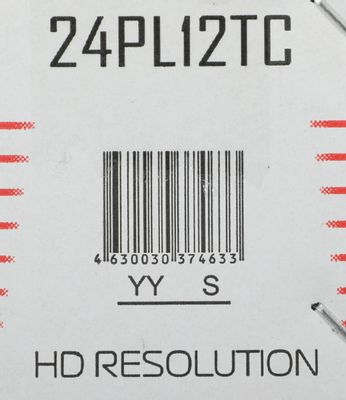 24PL12TC
4 630030 374633
YY S
HD RESOLUTION